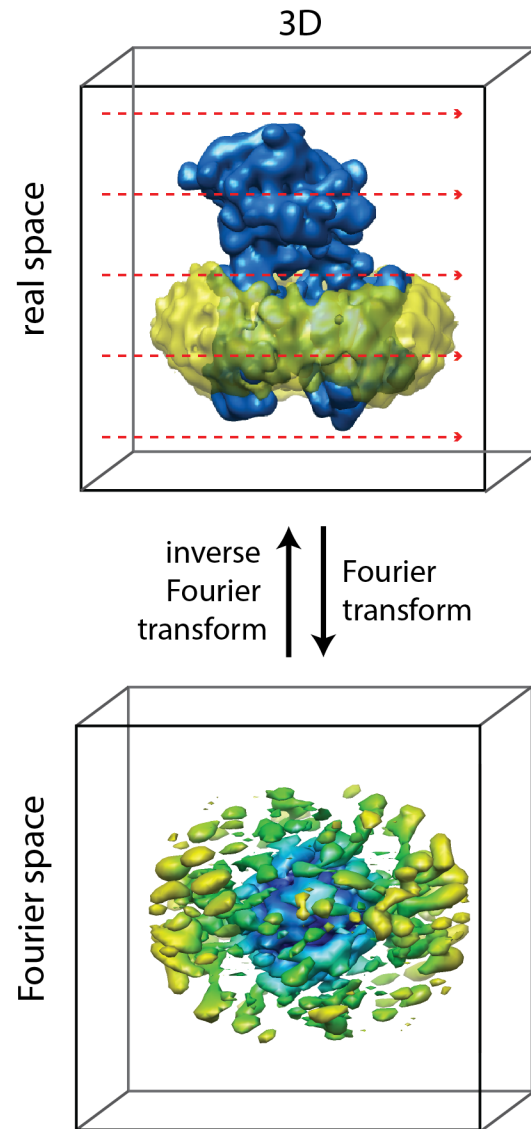 3D
real space
inverse
Fourier
transform
Fourier
transform
Fourier space